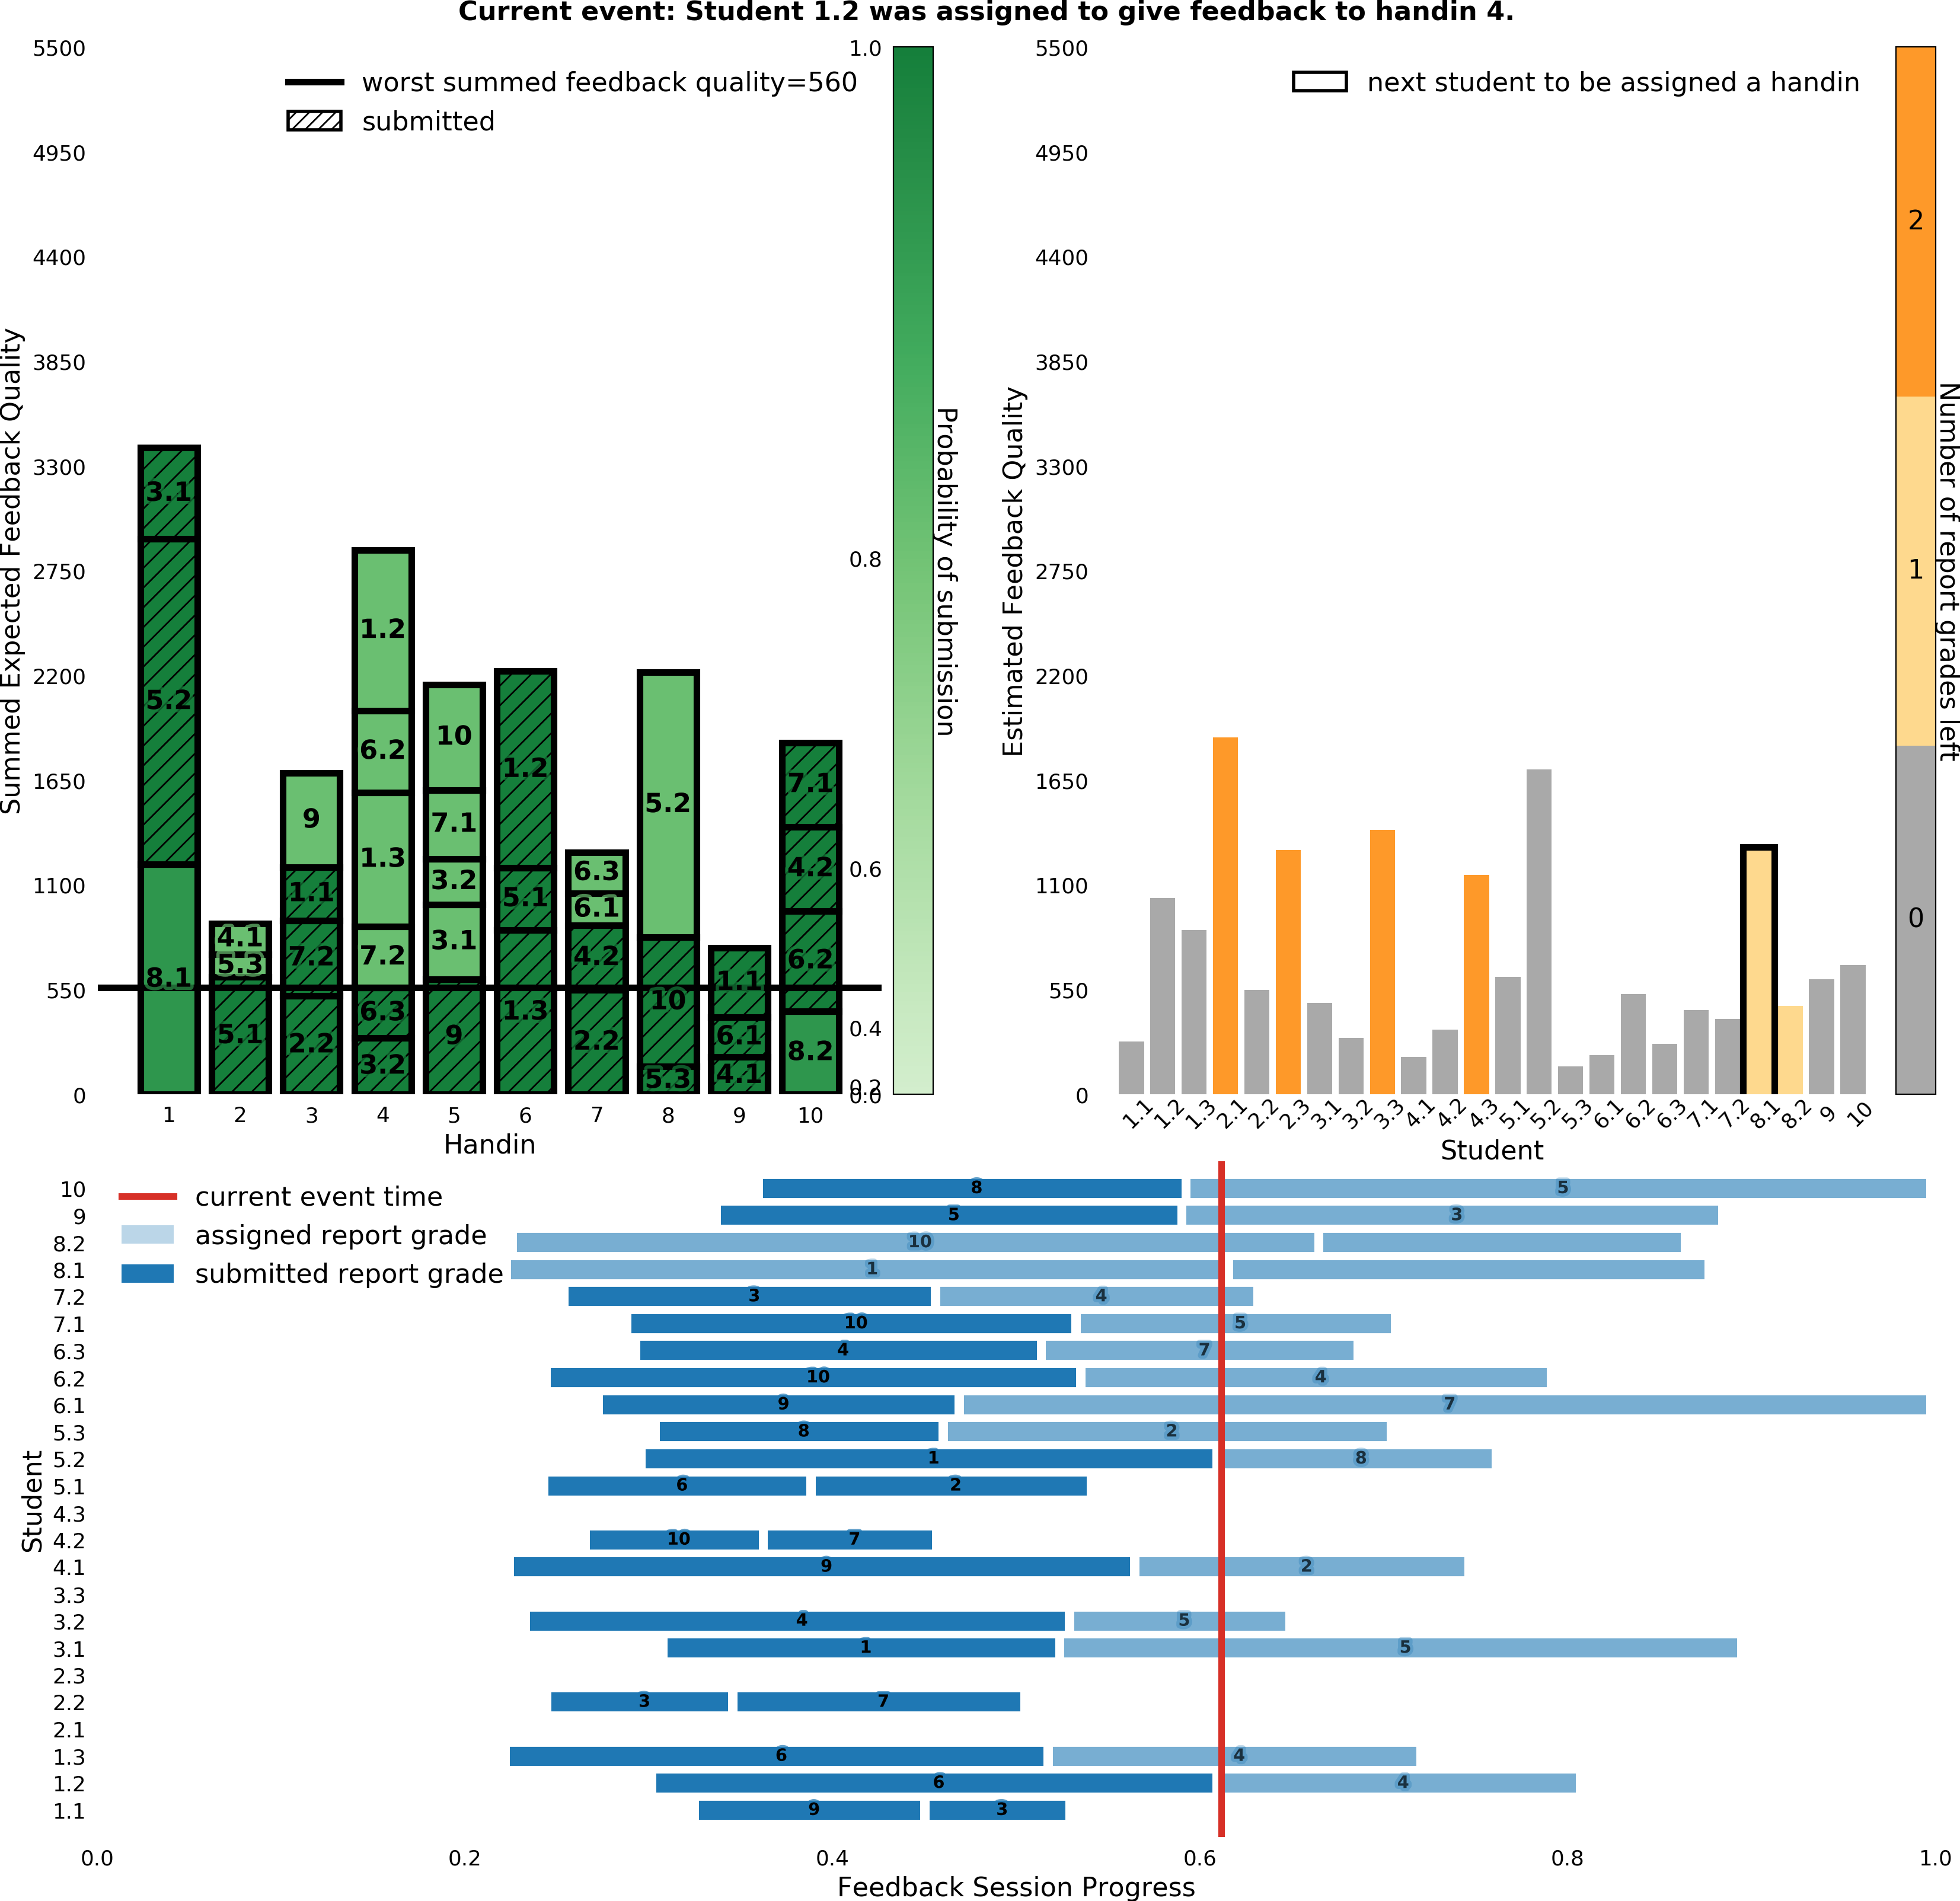 Current event: Student 1.2 was assigned to give feedback to handin 4.
5500
4950
4400
3850
3300
2750
2200
1650
1100
550
0
Summed Expected Feedback Quality
worst summed feedback quality=560
submitted
3.1
5.2
8.1
4.1
5.3
5.1
9
1.1
7.2
2.2
1.2
6.2
1.3
7.2
6.3
3.2
10
7.1
3.2
3.1
9
1.2
5.1
1.3
6.3
6.1
4.2
2.2
5.2
10
5.3
1.1
6.1
4.1
7.1
4.2
6.2
8.2
1 2 3 4 5 6 7 8 9 10
Handin
1.0
0.8
0.6
0.4
0.2
0.0
Probability of submission
5500
4950
4400
3850
3300
2750
2200
1650
1100
550
0
Estimated Feedback Quality
next student to be assigned a handin
1.1 1.2 1.3 2.1 2.2 2.3 3.1 3.2 3.3 4.1 4.2 4.3 5.1 5.2 5.3 6.1 6.2 6.3 7.1 7.2 8.1 8.2 9 10
Student
2
1
0
Number of report grades left
current event time
assigned report grade
submitted report grade
Student
10 8 5
9 5 3
8.2 10
8.1 1
7.2 3 4
7.1 10 5
6.3 4 7
6.2 10 4
6.1 9 7
5.3 8 2
5.2 1 8
5.1 6 2
4.3
4.2 10 7
4.1 9 2
3.3
3.2 4 5
3.1 1 5
2.3
2.2 3 7
2.1
1.3 6 4
1.2 6 4
1.1 9 3
0.0 0.2 0.4 0.6 0.8 1.0
Feedback Session Progress